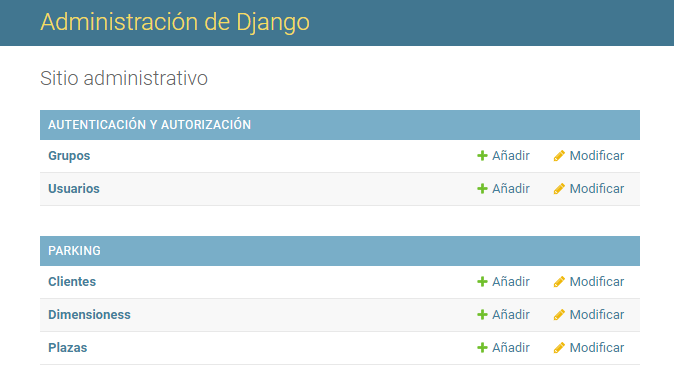 Administración de Django
Sitio administrativo
AUTENTICACIÓN Y AUTORIZACIÓN
Grupos Añadir Modificar
Usuarios Añadir Modificar
PARKING
Clientes Añadir Modificar
Dimensioness Añadir Modificar
Plazas Añadir Modificar